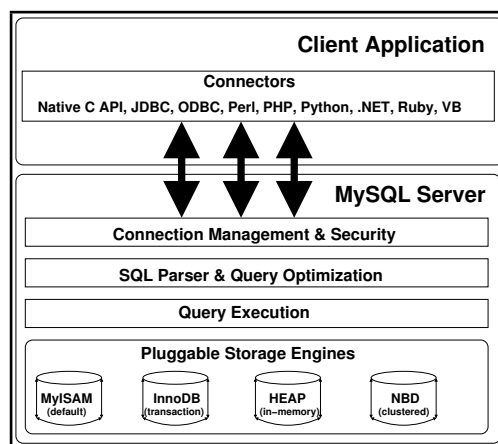 Client Application
Connectors
Native C API, JDBC, ODBC, Perl, PHP, Python, .NET, Ruby, VB
MySQL Server
Connection Management & Security
SQL Parser & Query Optimization
Query Execution
Pluggable Storage Engines
MyISAM InnoDB HEAP NBD
(default) (transaction) (in-memory) (clustered)